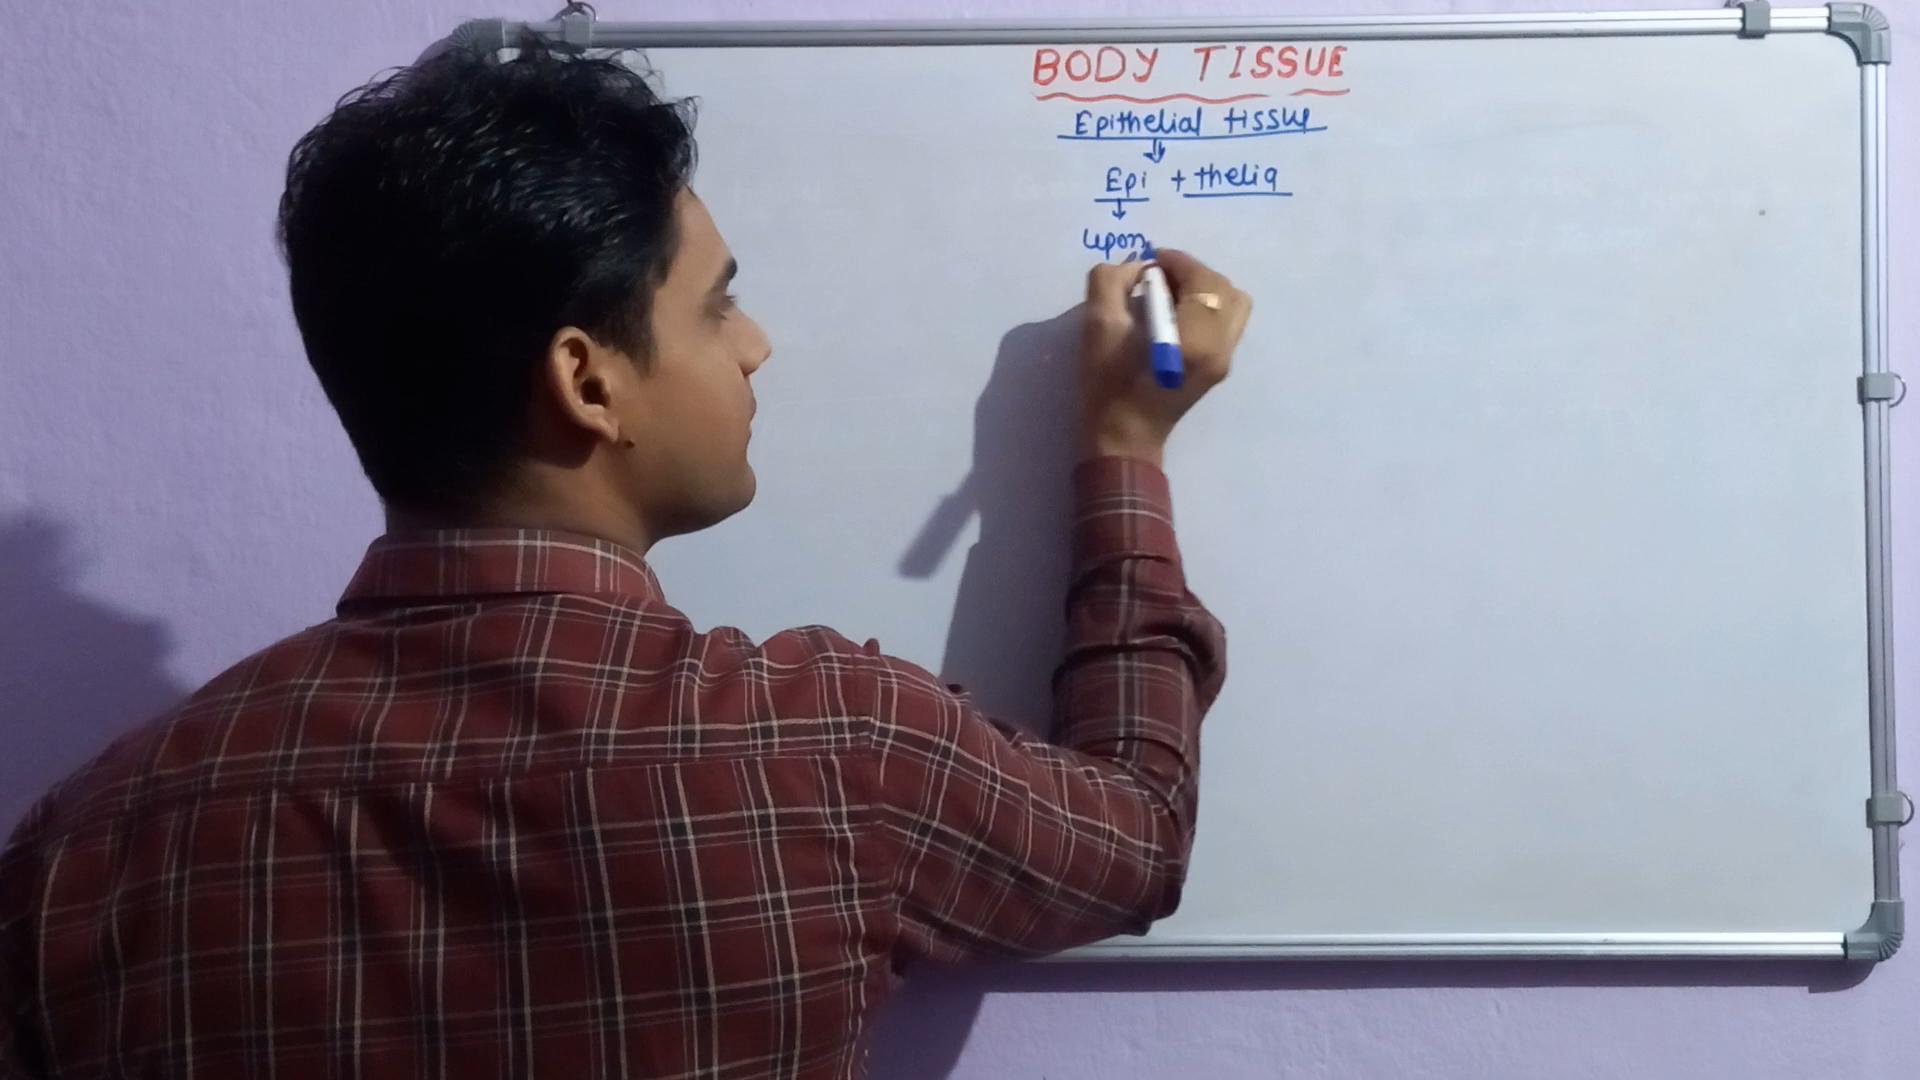 BODY TISSUE
Epithelial tissue
⇓
Epi + thelia
↓
upon